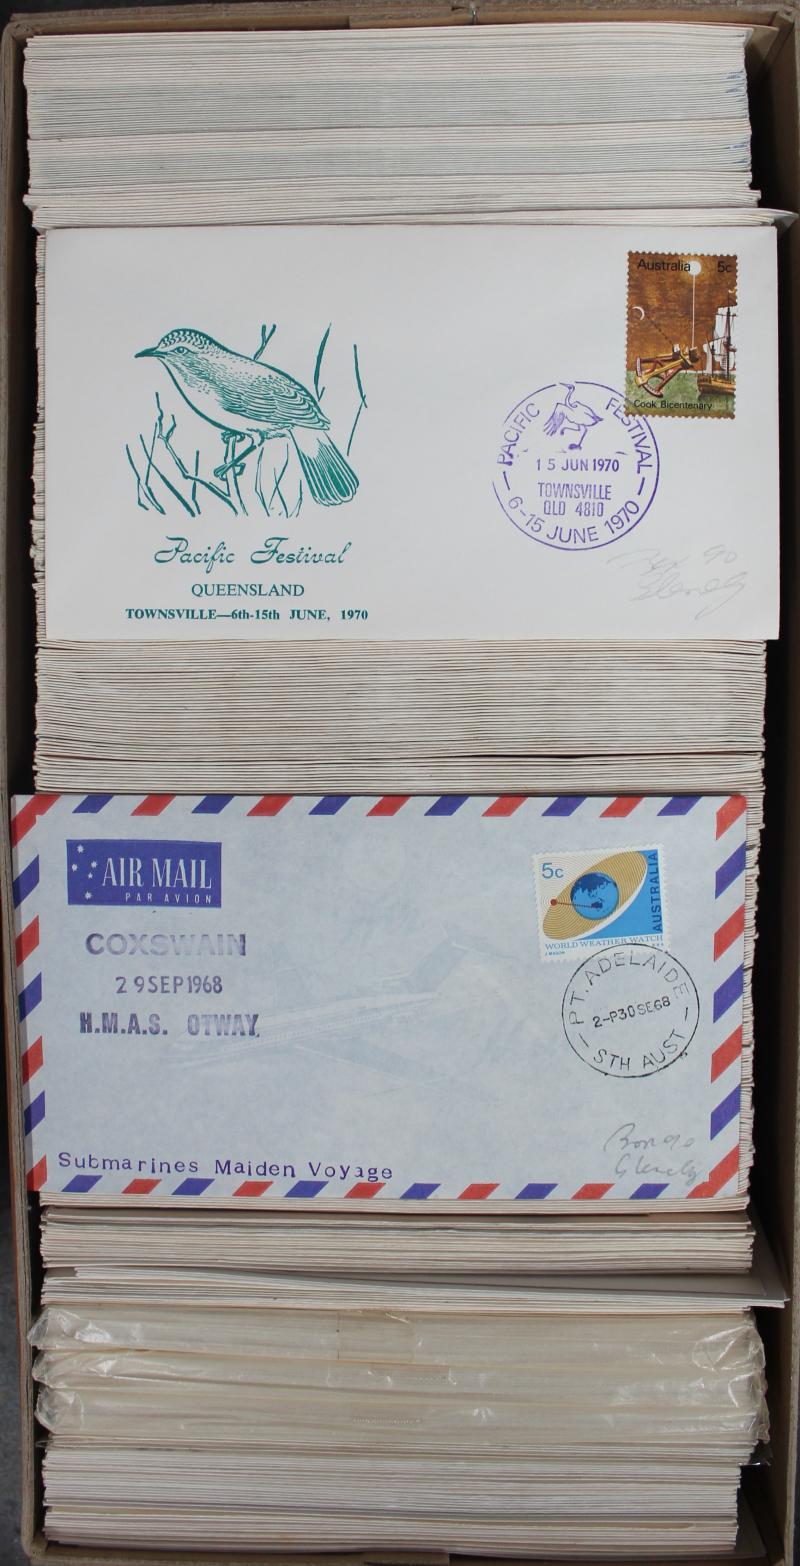 Australia 5c
Cook Bicentenary
PACIFIC FESTIVAL
15 JUN 1970
TOWNSVILLE
QLD 4810
6-15 JUNE 1970
Pacific Festival
QUEENSLAND
TOWNSVILLE—6th-15th JUNE, 1970
AIR MAIL
PAR AVION
COXSWAIN
29SEP1968
H.M.A.S. OTWAY
5c
AUSTRALIA
WORLD WEATHER WATCH
PT. ADELAIDE
2-P30SE68
STH AUST
Submarines Maiden Voyage